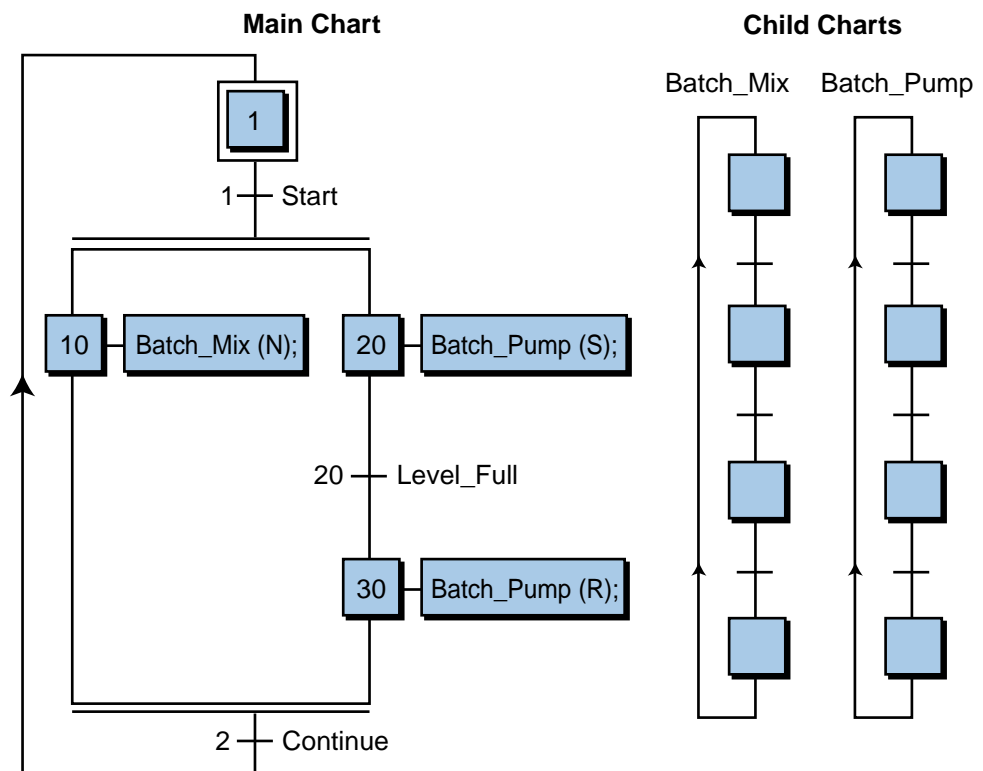 Main Chart
Child Charts
Batch_Mix
Batch_Pump
1
1 Start
10
Batch_Mix (N);
20
Batch_Pump (S);
20 Level_Full
30
Batch_Pump (R);
2 Continue